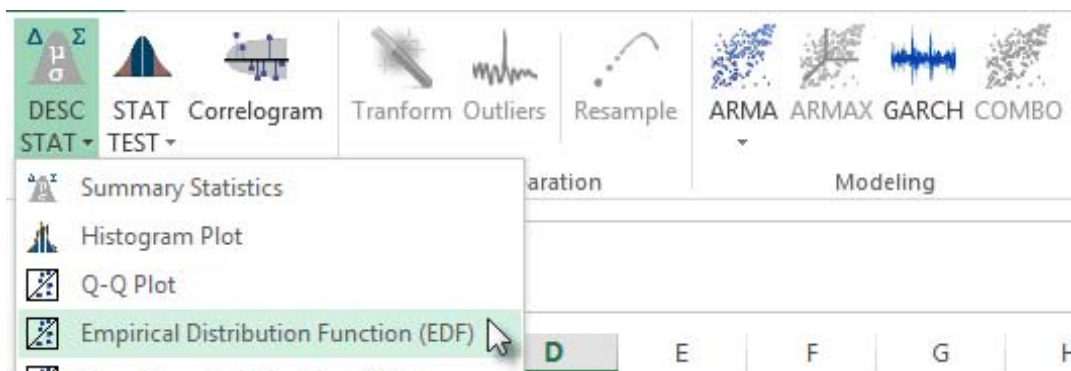 Δ Σ
μ
σ
DESC STAT Correlogram Tranform Outliers Resample ARMA ARMAX GARCH COMBO
STAT TEST
aration Modeling
Summary Statistics
Histogram Plot
Q-Q Plot
Empirical Distribution Function (EDF)
D E F G